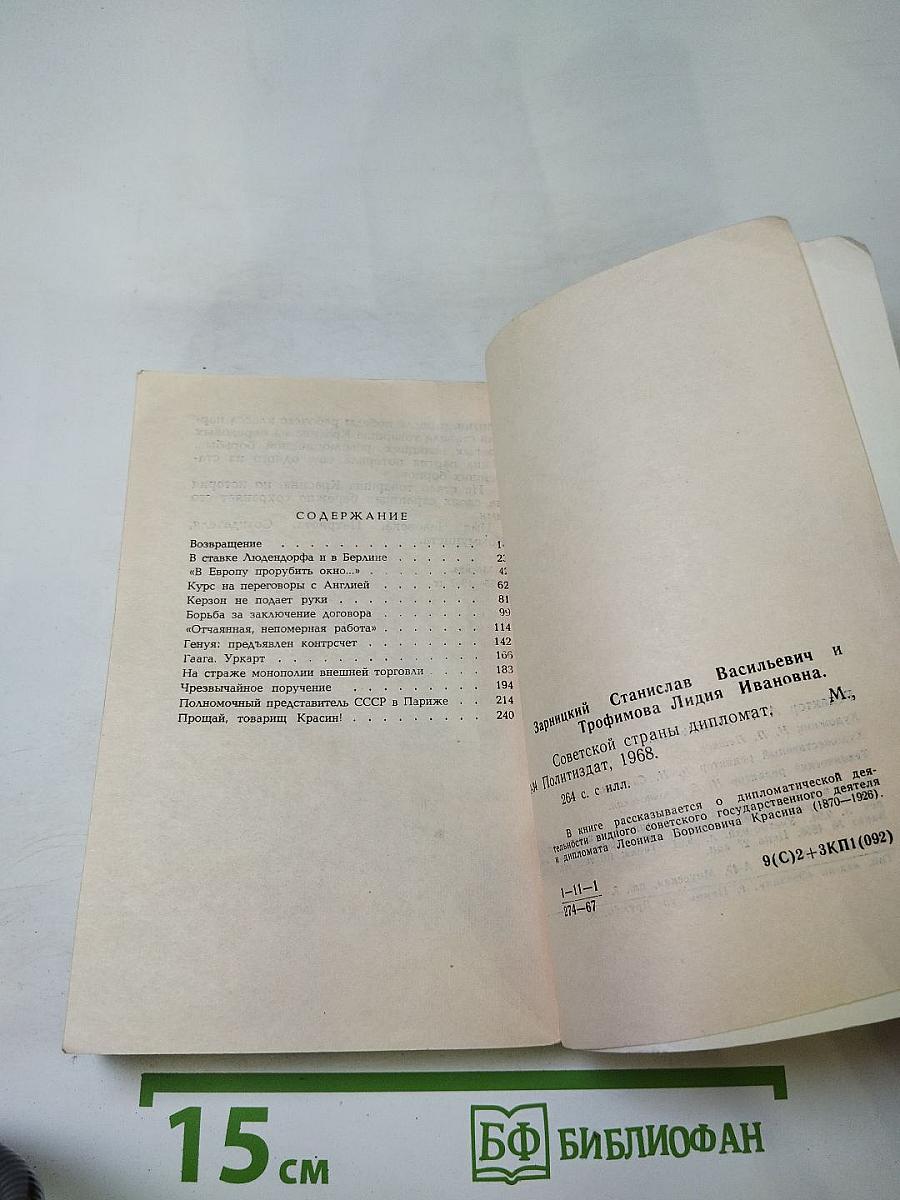 СОДЕРЖАНИЕ
Возвращение . . . . . . . . . . . . . .
В ставке Людендорфа и в Берлине . . . . .
«В Европу прорубить окно...» . . . . . . .
Курс на переговоры с Англией . . . . . . . 62
Керзон не подает руки . . . . . . . . . . 81
Борьба за заключение договора . . . . . . . 99
«Отчаянная, непомерная работа» . . . . . . . 114
Генуя: предъявлен контрсчет . . . . . . . . 142
Гаага. Уркарт . . . . . . . . . . . . . 166
На страже монополии внешней торговли . . . . 183
Чрезвычайное поручение . . . . . . . . . 194
Полномочный представитель СССР в Париже . . 214
Прощай, товарищ Красин! . . . . . . . . . 240
Зарницкий Станислав Васильевич и
Трофимова Лидия Ивановна.
Советской страны дипломат, М.,
Политиздат, 1968.
264 с. с илл.
В книге рассказывается о дипломатической дея-
тельности видного советского государственного деятеля
и дипломата Леонида Борисовича Красина (1870—1926).
9(С)2+3КП1(092)
1—11—1
274—67
15 см
БФ БИБЛИОФАН